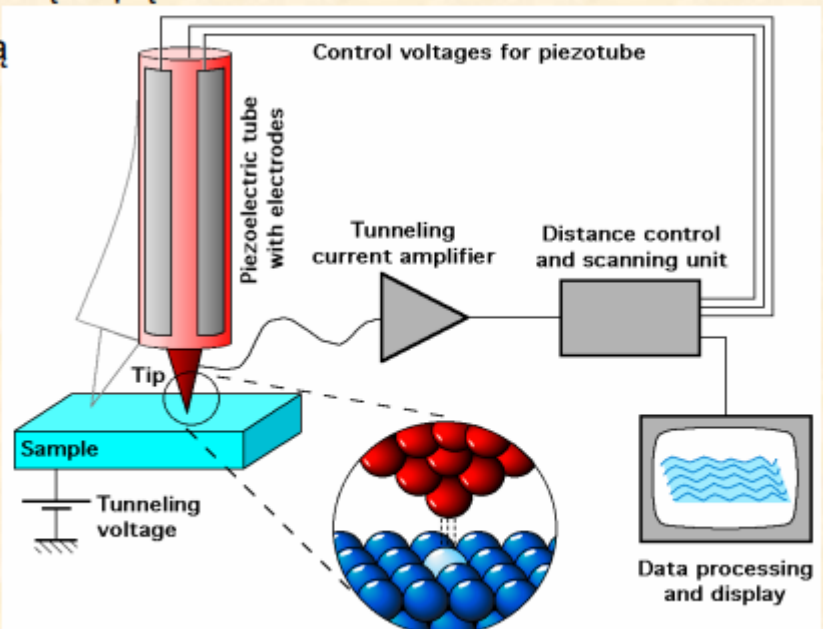 ą
Control voltages for piezotube
Piezoelectric tube
with electrodes
Tunneling
current amplifier
Distance control
and scanning unit
Tip
Sample
Tunneling
voltage
Data processing
and display